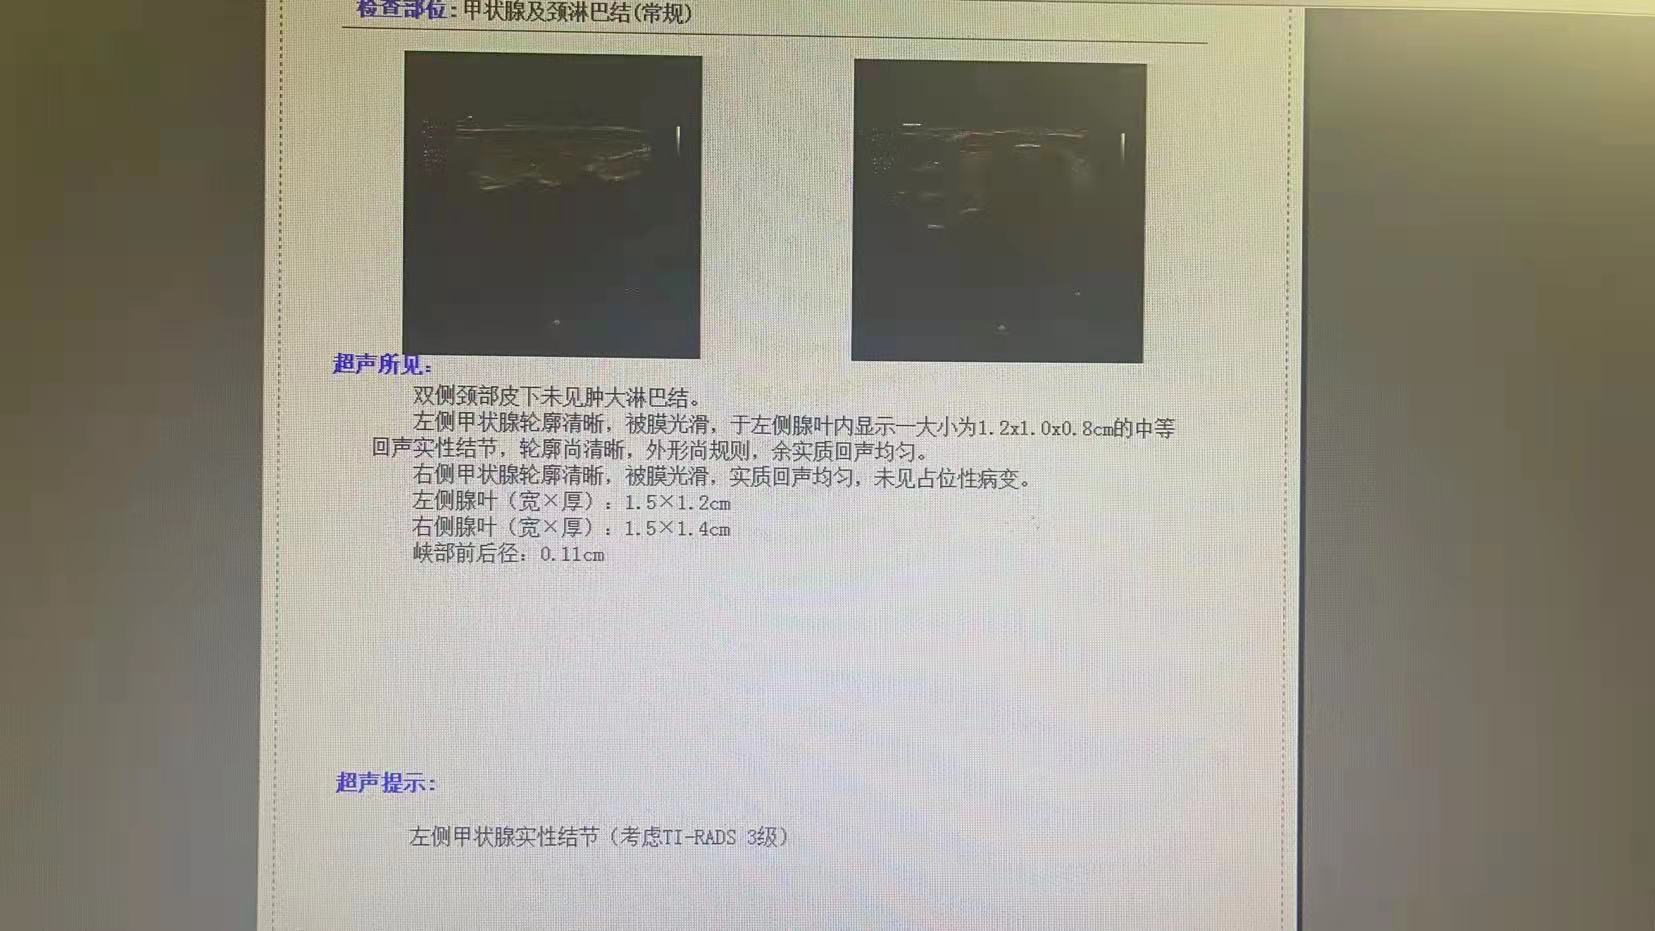 检查部位:甲状腺及颈淋巴结(常规)
超声所见:
双侧颈部皮下未见肿大淋巴结。
左侧甲状腺轮廓清晰，被膜光滑，于左侧腺叶内显示一大小为1.2x1.0x0.8cm的中等
回声实性结节，轮廓尚清晰，外形尚规则，余实质回声均匀。
右侧甲状腺轮廓清晰，被膜光滑，实质回声均匀，未见占位性病变。
左侧腺叶（宽×厚）：1.5×1.2cm
右侧腺叶（宽×厚）：1.5×1.4cm
峡部前后径：0.11cm
超声提示:
左侧甲状腺实性结节（考虑TI-RADS 3级）